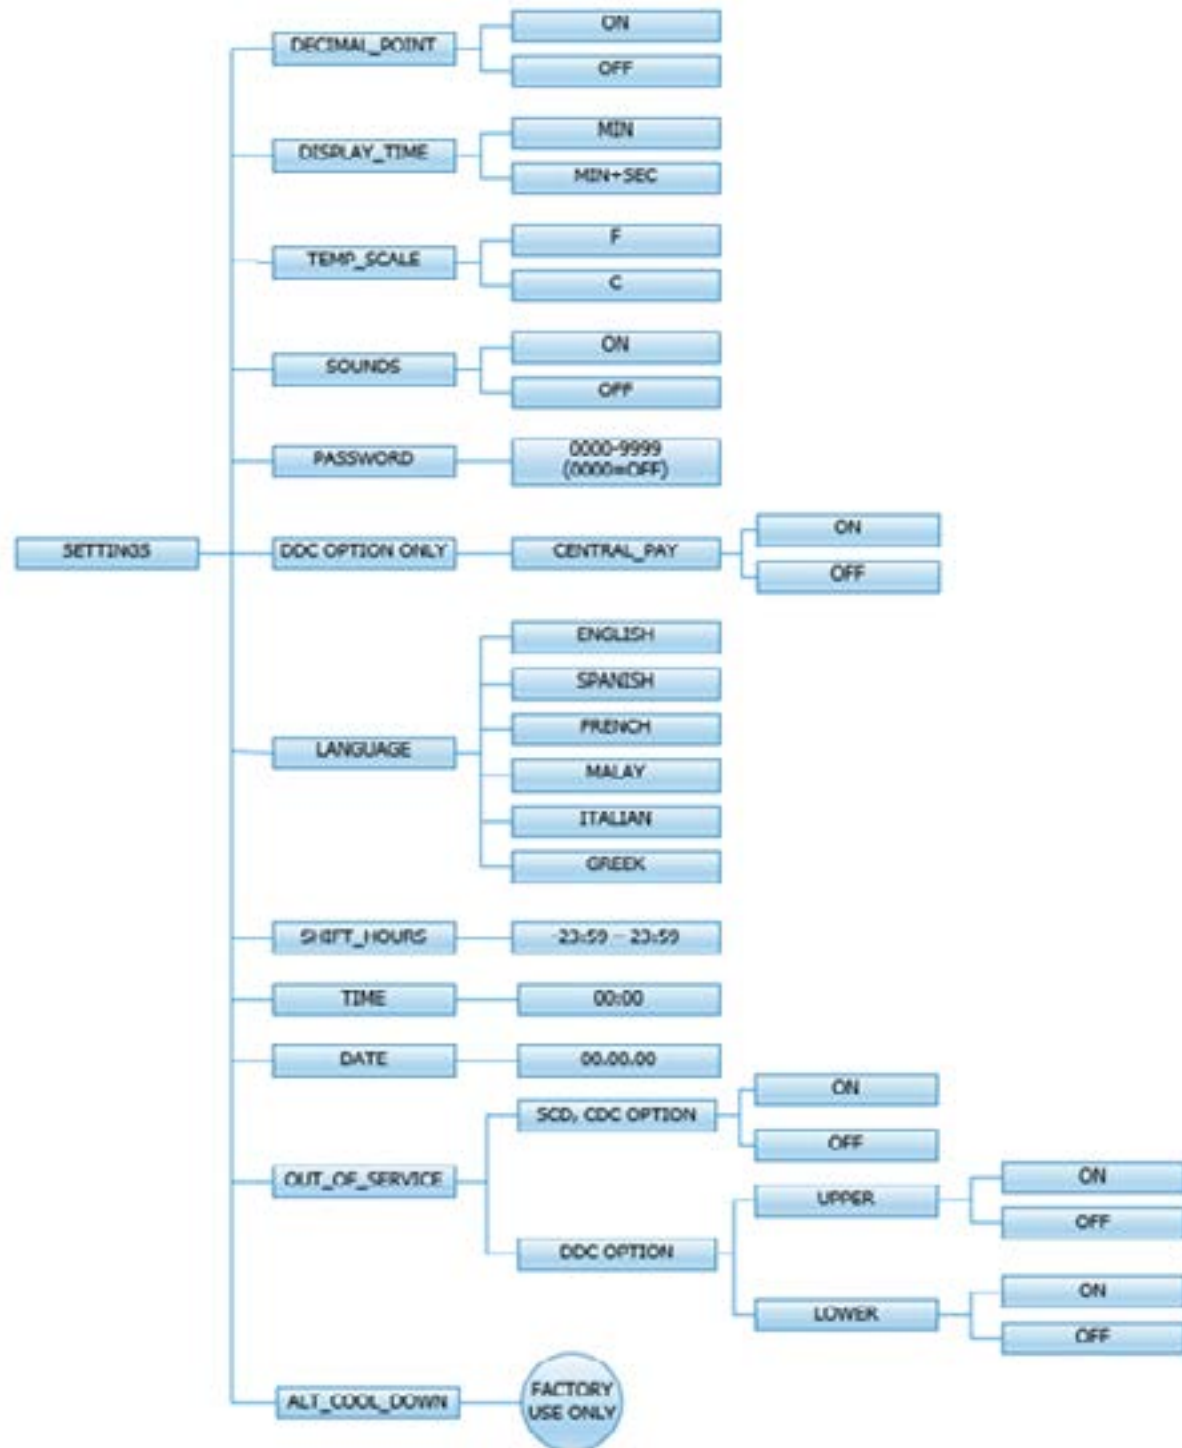 SETTINGS
DECIMAL_POINT
ON
OFF
DISPLAY_TIME
MIN
MIN+SEC
TEMP_SCALE
F
C
SOUNDS
ON
OFF
PASSWORD
0000-9999
(0000=OFF)
DDC OPTION ONLY
CENTRAL_PAY
ON
OFF
LANGUAGE
ENGLISH
SPANISH
FRENCH
MALAY
ITALIAN
GREEK
SHIFT_HOURS
-23:59 – 23:59
TIME
00:00
DATE
00.00.00
OUT_OF_SERVICE
SCD, CDC OPTION
ON
OFF
DDC OPTION
UPPER
ON
OFF
LOWER
ON
OFF
ALT_COOL_DOWN
FACTORY
USE ONLY